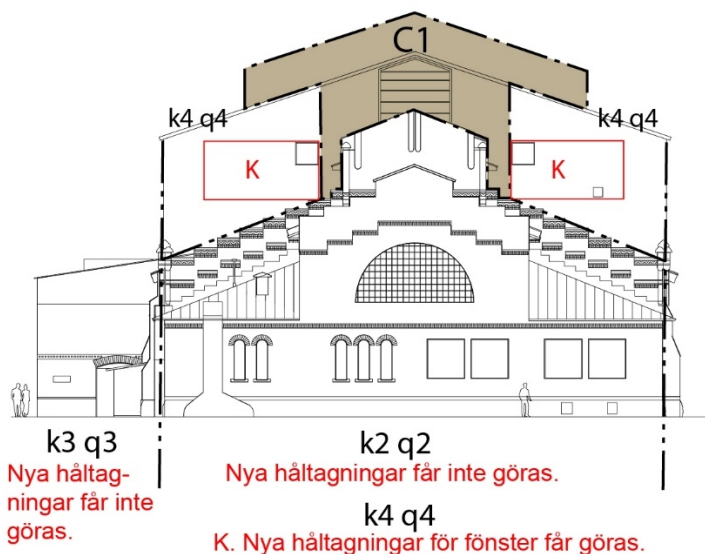 C1
k4 q4
k4 q4
K
K
k3 q3
Nya håltag-
ningar får inte
göras.
k2 q2
Nya håltagningar får inte göras.
k4 q4
K. Nya håltagningar för fönster får göras.